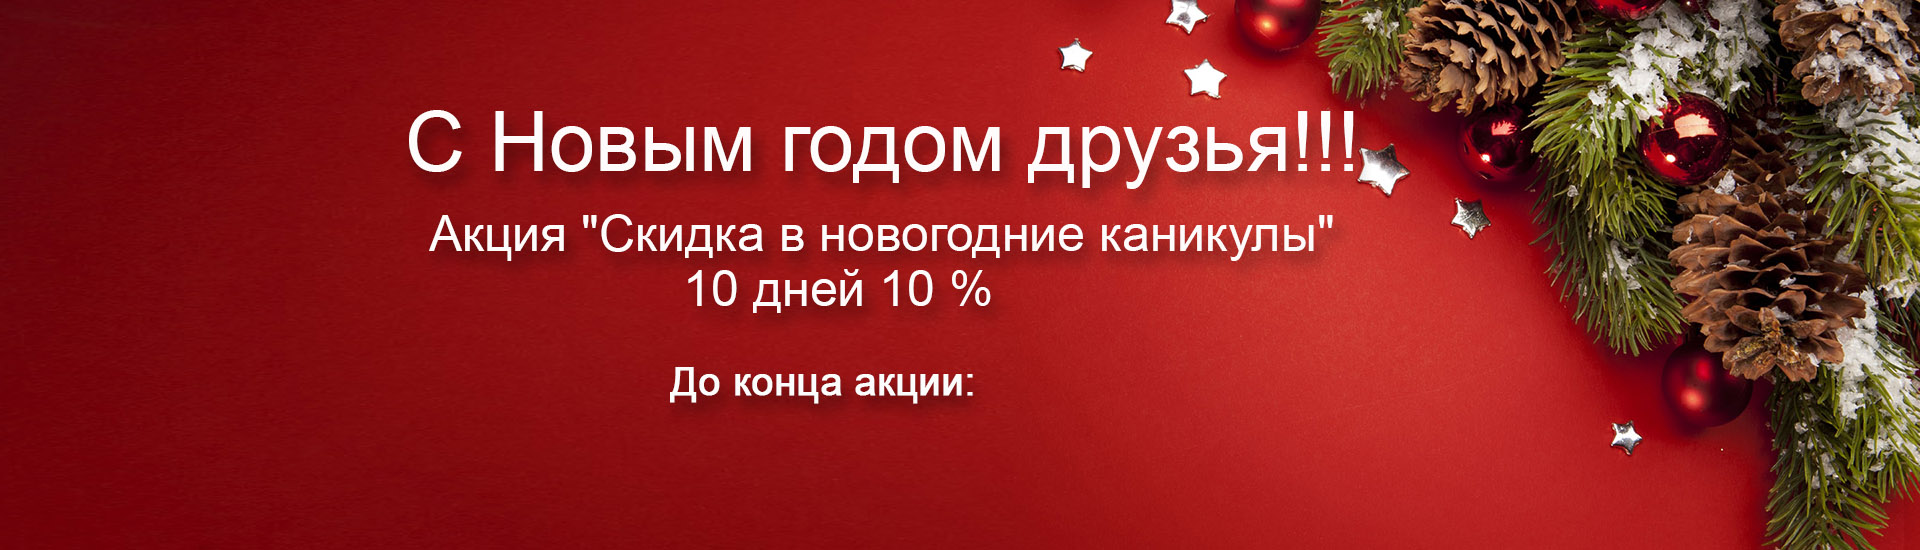 С Новым годом друзья!!!
Акция "Скидка в новогодние каникулы"
10 дней 10 %
До конца акции: